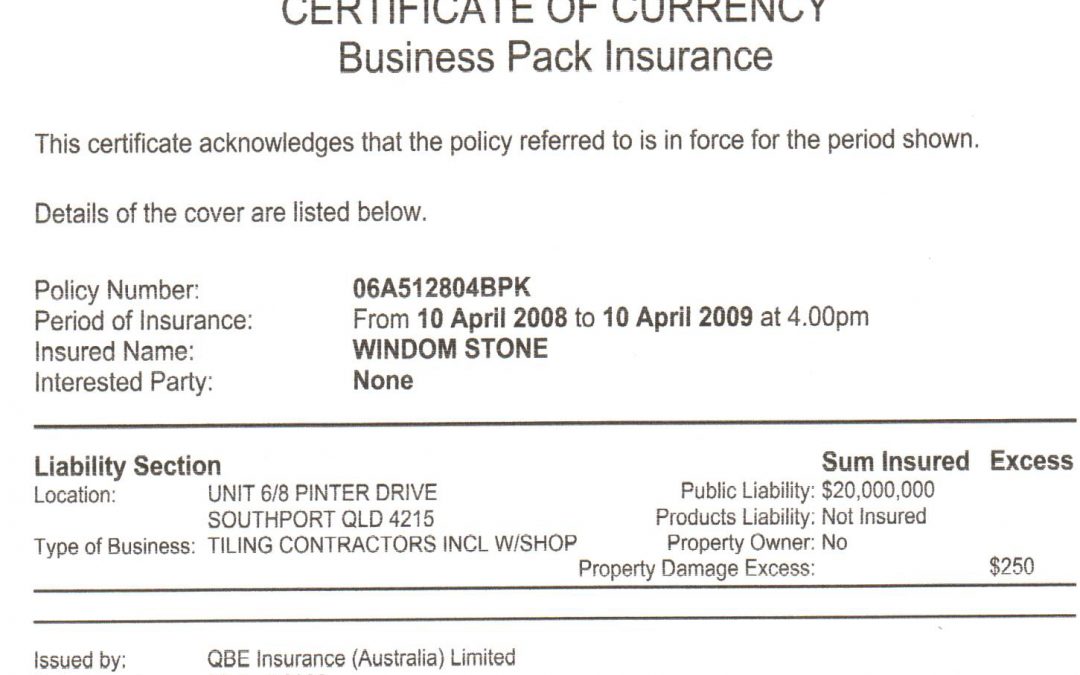 CERTIFICATE OF CURRENCY
Business Pack Insurance
This certificate acknowledges that the policy referred to is in force for the period shown.
Details of the cover are listed below.
Policy Number: 06A512804BPK
Period of Insurance: From 10 April 2008 to 10 April 2009 at 4.00pm
Insured Name: WINDOM STONE
Interested Party: None
Liability Section Sum Insured Excess
Location: UNIT 6/8 PINTER DRIVE Public Liability: $20,000,000
SOUTHPORT QLD 4215 Products Liability: Not Insured
Type of Business: TILING CONTRACTORS INCL W/SHOP Property Owner: No
Property Damage Excess: $250
Issued by: QBE Insurance (Australia) Limited